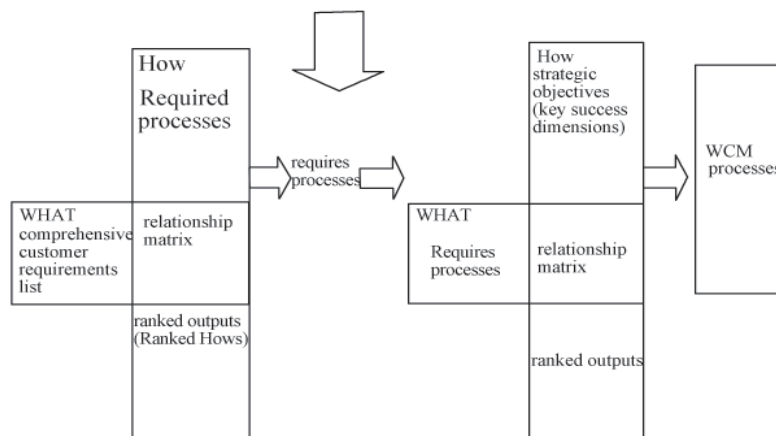 How
Required
processes
WHAT
comprehensive
customer
requirements
list
relationship
matrix
ranked outputs
(Ranked Hows)
requires
processes
How
strategic
objectives
(key success
dimensions)
WHAT
Requires
processes
relationship
matrix
ranked outputs
WCM
processes